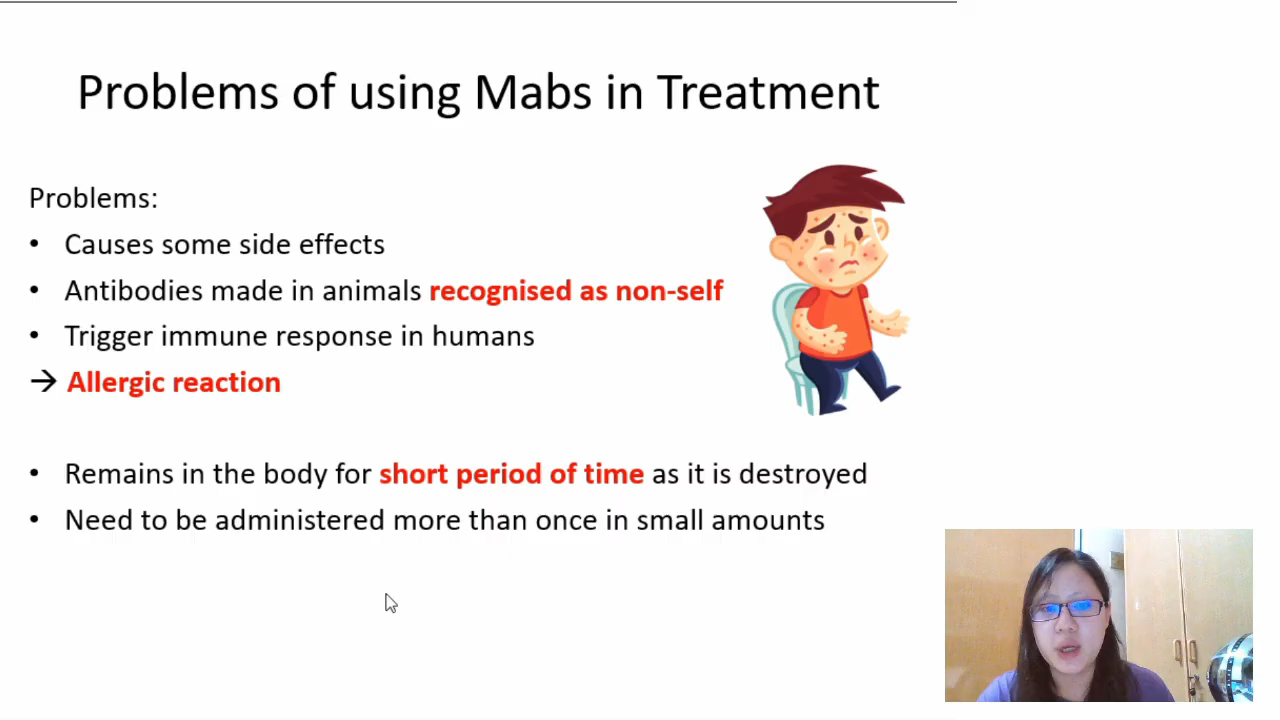 Problems of using Mabs in Treatment
Problems:
• Causes some side effects
• Antibodies made in animals recognised as non-self
• Trigger immune response in humans
→ Allergic reaction
• Remains in the body for short period of time as it is destroyed
• Need to be administered more than once in small amounts